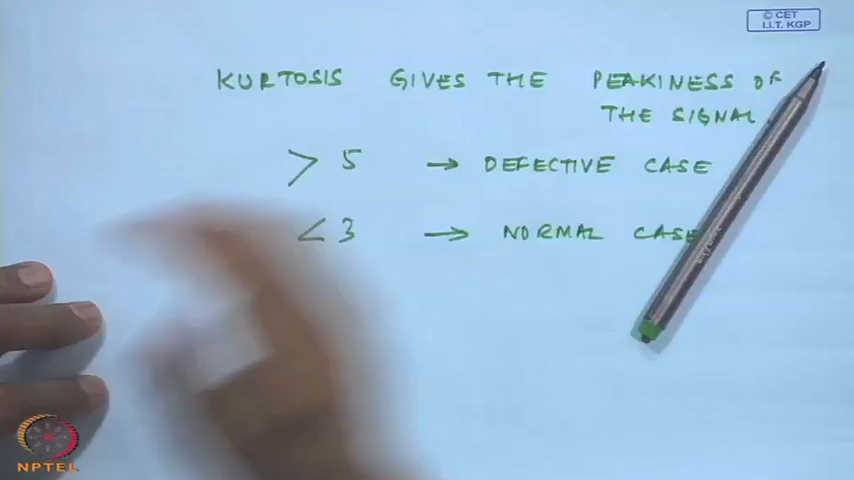 © CET
I.I.T. KGP
KURTOSIS GIVES THE PEAKINESS OF
THE SIGNAL
> 5 → DEFECTIVE CASE
< 3 → NORMAL CASE
NPTEL